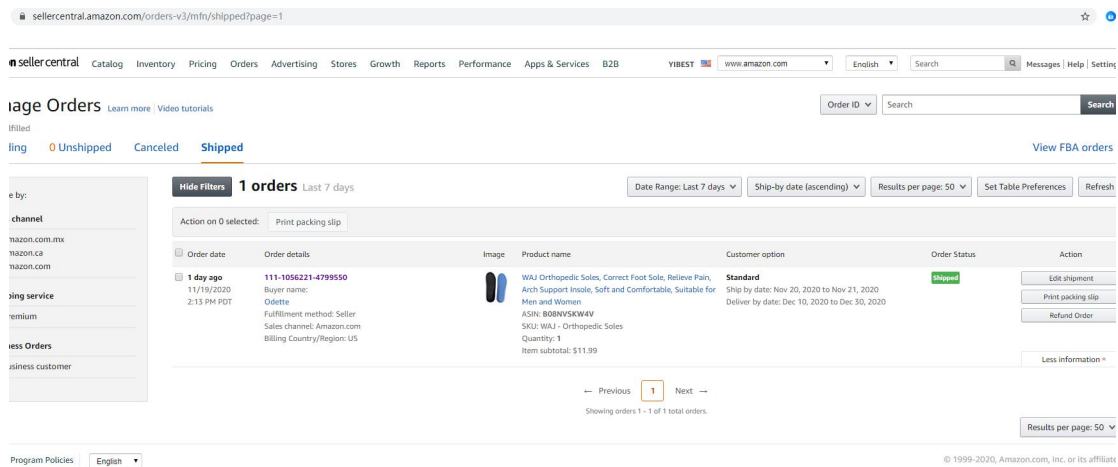 sellercentral.amazon.com/orders-v3/mfn/shipped?page=1
seller central Catalog Inventory Pricing Orders Advertising Stores Growth Reports Performance Apps & Services B2B YIBEST www.amazon.com English Search Messages | Help | Setting
nage Orders Learn more | Video tutorials Order ID Search Search
lfilled
ling 0 Unshipped Canceled Shipped View FBA orders
e by: Hide Filters 1 orders Last 7 days Date Range: Last 7 days Ship-by date (ascending) Results per page: 50 Set Table Preferences Refresh
channel Action on 0 selected: Print packing slip
mazon.com.mx
mazon.ca
mazon.com
ping service
remium
ess Orders
usiness customer
Order date Order details Image Product name Customer option Order Status Action
1 day ago 111-1056221-4799550 WAJ Orthopedic Soles, Correct Foot Sole, Relieve Pain, Standard Shipped Edit shipment
11/19/2020 Buyer name: Arch Support Insole, Soft and Comfortable, Suitable for Ship by date: Nov 20, 2020 to Nov 21, 2020
2:13 PM PDT Odette Men and Women Deliver by date: Dec 10, 2020 to Dec 30, 2020 Print packing slip
Fulfillment method: Seller ASIN: B08NVSKW4V
Sales channel: Amazon.com SKU: WAJ - Orthopedic Soles Refund Order
Billing Country/Region: US Quantity: 1
Item subtotal: $11.99
Less information
← Previous 1 Next →
Showing orders 1 - 1 of 1 total orders.
Results per page: 50
Program Policies English © 1999-2020, Amazon.com, Inc. or its affiliate